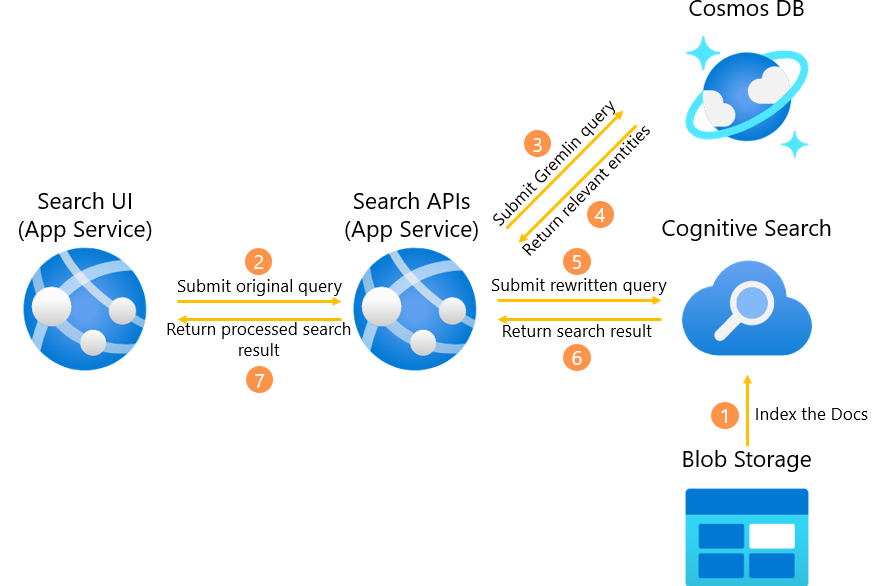 Cosmos DB
3
Submit Gremlin query
Return relevant entities
4
Search UI
(App Service)
Search APIs
(App Service)
Cognitive Search
2
Submit original query
Return processed search
result
7
5
Submit rewritten query
Return search result
6
1
Index the Docs
Blob Storage